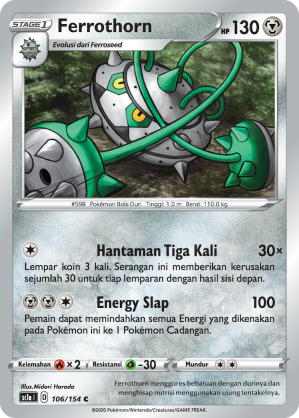 STAGE 1 Ferrothorn HP 130
Evolusi dari Ferroseed
#598 Pokémon Bola Duri Tinggi: 1.0 m Berat: 110.0 kg
Hantaman Tiga Kali 30×
Lempar koin 3 kali. Serangan ini memberikan kerusakan
sejumlah 30 untuk tiap lemparan dengan hasil sisi depan.
Energy Slap 100
Pemain dapat memindahkan semua Energi yang dikenakan
pada Pokémon ini ke 1 Pokémon Cadangan.
Kelemahan × 2 Resistansi -30 Mundur
Illus. Midori Harada
sc1a I D 106/154 C
Ferrothorn menggores bebatuan dengan durinya dan
menghisap nutrisi menggunakan ujung tentakelnya.
©2020 Pokémon/Nintendo/Creatures/GAME FREAK.